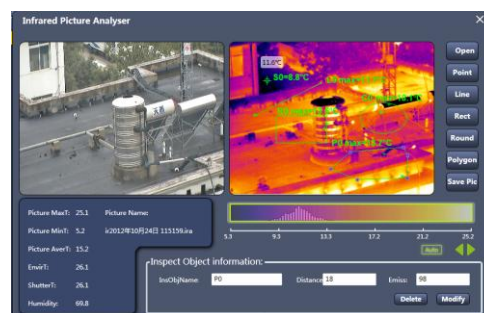 Infrared Picture Analyser
11.6°C
S0=8.8°C
Open
Point
Line
Rect
Round
Polygon
Save Pic
Picture MaxT: 25.1 Picture Name:
Picture MinT: 5.2 ir2012年10月24日 115159.ira
Picture AverT: 15.2
EnvirT: 26.1
ShutterT: 26.1
Humidity: 69.8
5.3 9.3 13.3 17.2 21.2 25.2
Auto
Inspect Object information:
InsObjName: P0 Distance 18 Emiss: 98
Delete Modify